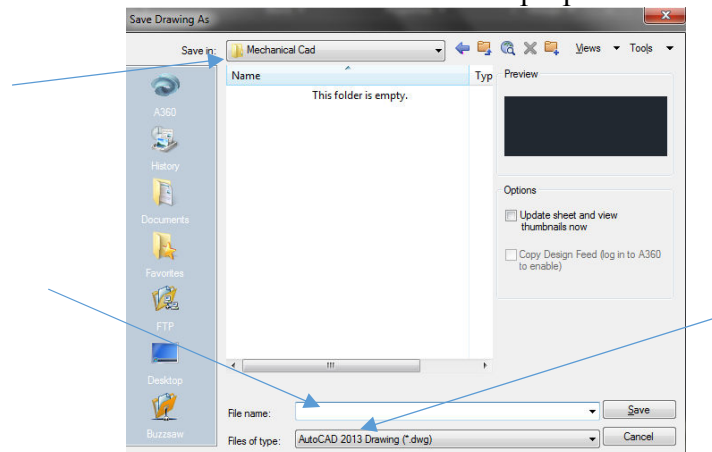 Save Drawing As
Save in: Mechanical Cad Views Tools
Name Typ Preview
This folder is empty.
A360
History
Options
Update sheet and view
thumbnails now
Documents
Copy Design Feed (log in to A360
to enable)
Favorites
FTP
Desktop
File name: Save
Buzzsaw
Files of type: AutoCAD 2013 Drawing (*.dwg) Cancel